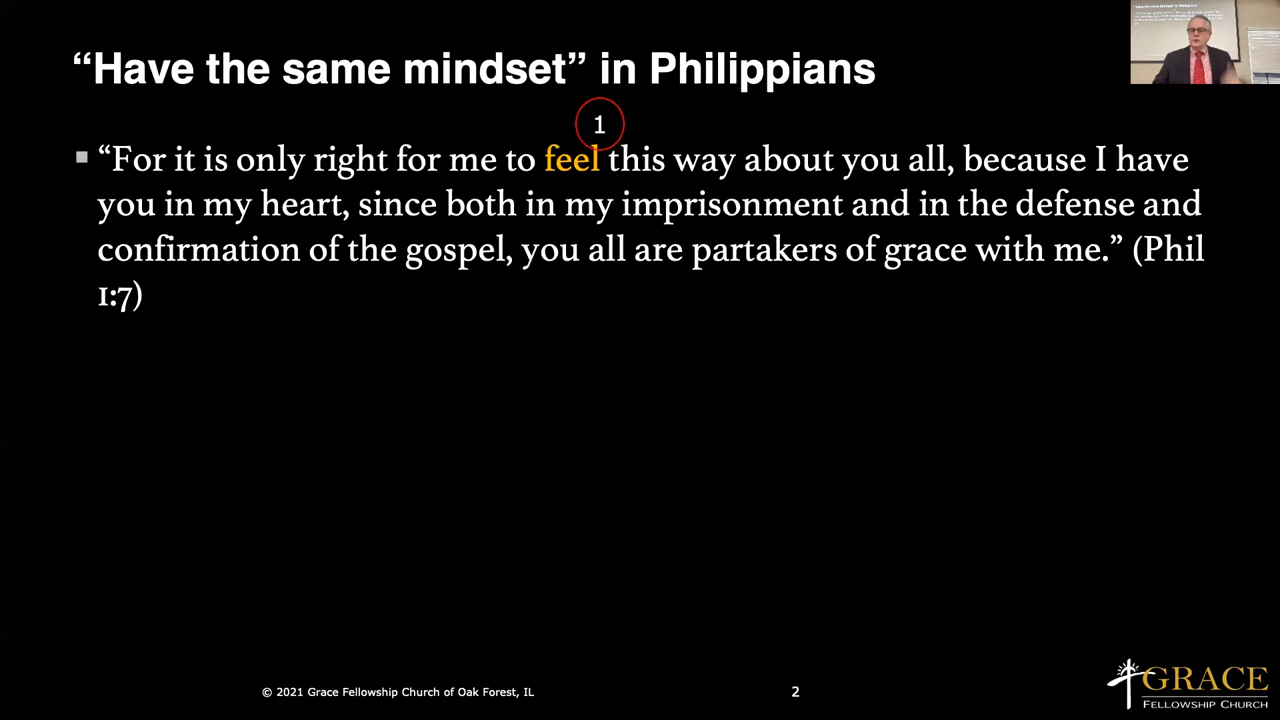 “Have the same mindset” in Philippians
1
▪ “For it is only right for me to feel this way about you all, because I have
you in my heart, since both in my imprisonment and in the defense and
confirmation of the gospel, you all are partakers of grace with me.” (Phil
1:7)
© 2021 Grace Fellowship Church of Oak Forest, IL
2
GRACE
FELLOWSHIP CHURCH